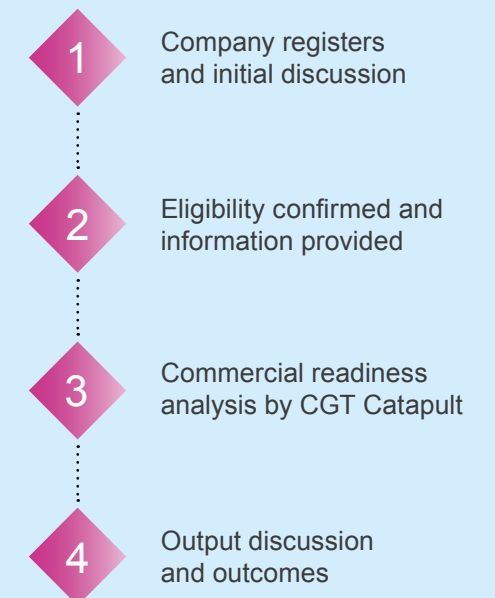 1
Company registers
and initial discussion
2
Eligibility confirmed and
information provided
3
Commercial readiness
analysis by CGT Catapult
4
Output discussion
and outcomes